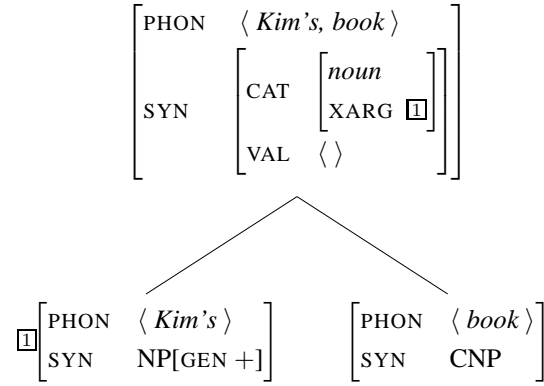 PHON ⟨ Kim's, book ⟩
noun
CAT
SYN XARG 1
VAL ⟨ ⟩
PHON ⟨ Kim's ⟩ PHON ⟨ book ⟩
1
SYN NP[GEN +] SYN CNP